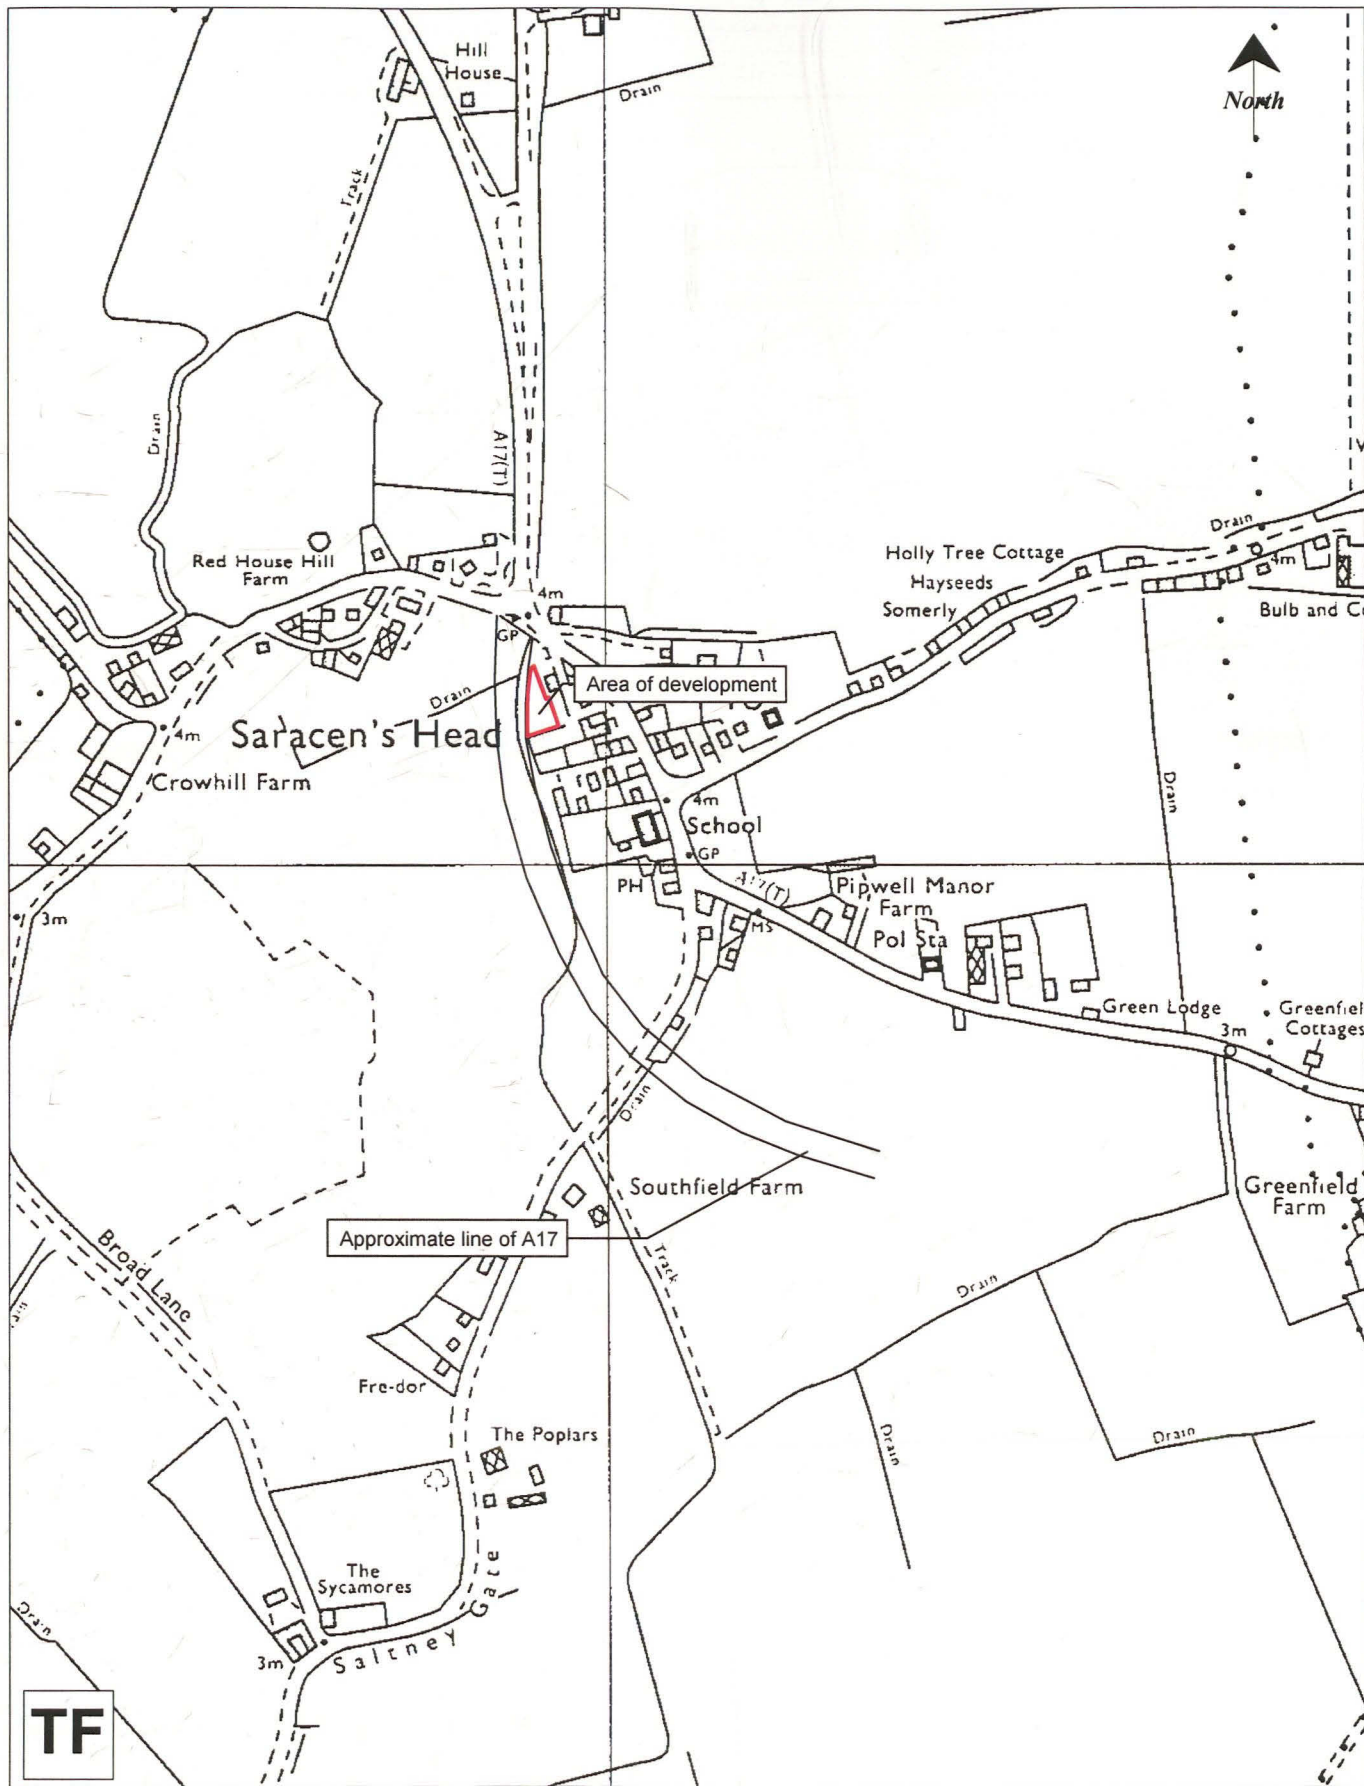 Hill
House
Drain
North
Track
Drain
A17(T)
Red House Hill
Farm
4m
GP
Drain
Holly Tree Cottage
Hayseeds
Somerly
4m
Bulb and
Area of development
Drain
Saracen's Head
4m
Crowhill Farm
4m
School
GP
Drain
PH
A17(T)
Pipwell Manor
Farm
MS
Pol Sta
3m
Green Lodge
3m
Greenfiel
Cottages
Drain
Southfield Farm
Greenfield
Farm
Approximate line of A17
Track
Broad Lane
Drain
Fre-dor
The Poplars
Drain
Drain
The
Sycamores
Saltney Gate
Drain
3m
TF